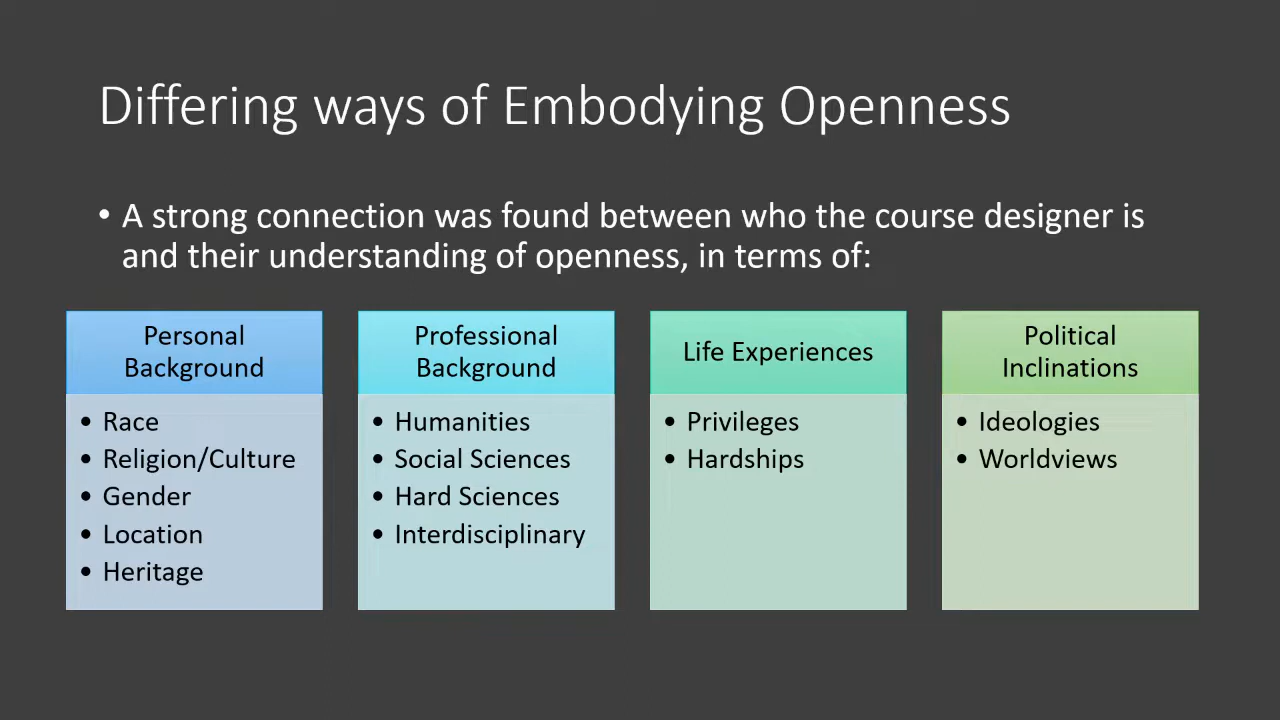 Differing ways of Embodying Openness
• A strong connection was found between who the course designer is
and their understanding of openness, in terms of:
Personal
Background
• Race
• Religion/Culture
• Gender
• Location
• Heritage
Professional
Background
• Humanities
• Social Sciences
• Hard Sciences
• Interdisciplinary
Life Experiences
• Privileges
• Hardships
Political
Inclinations
• Ideologies
• Worldviews